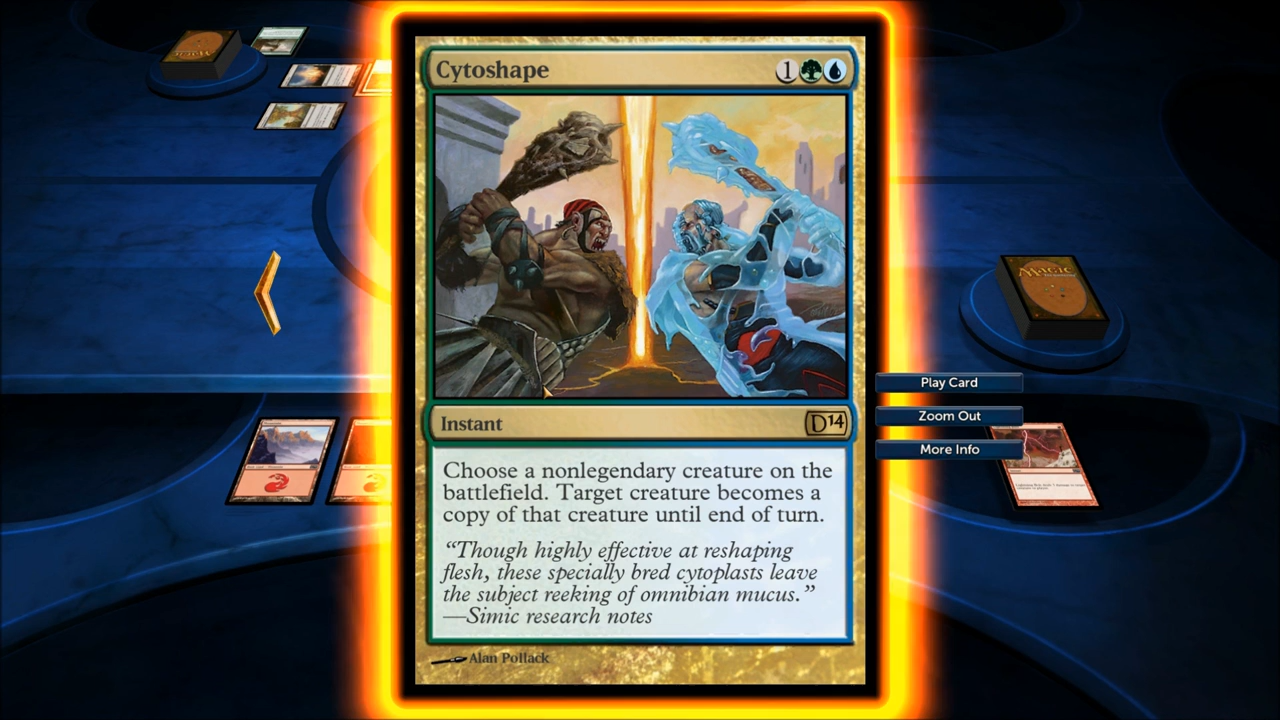 Cytoshape
1
Instant
D14
Choose a nonlegendary creature on the
battlefield. Target creature becomes a
copy of that creature until end of turn.
“Though highly effective at reshaping
flesh, these specially bred cytoplasts leave
the subject reeking of omnibian mucus.”
—Simic research notes
Alan Pollack
MAGIC
Play Card
Zoom Out
More Info